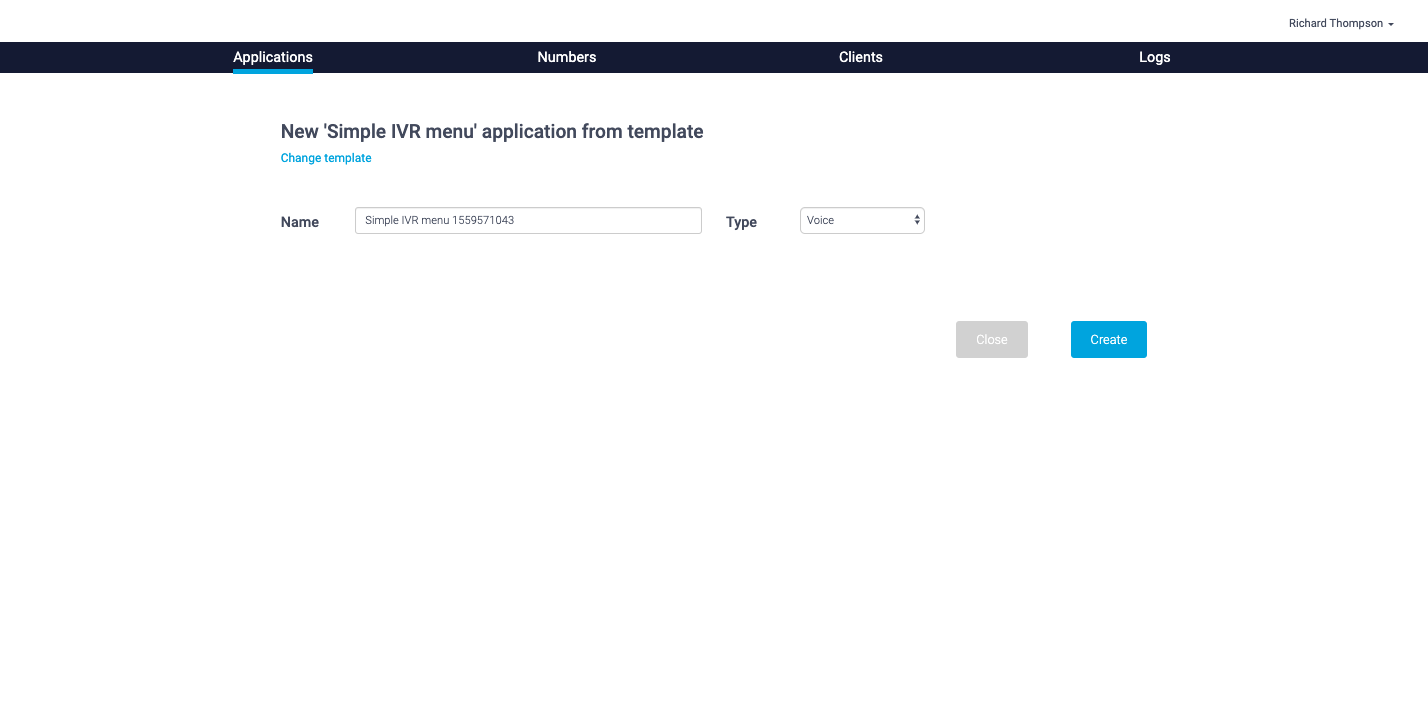 Richard Thompson
Applications Numbers Clients Logs
New 'Simple IVR menu' application from template
Change template
Name Simple IVR menu 1559571043 Type Voice
Close Create